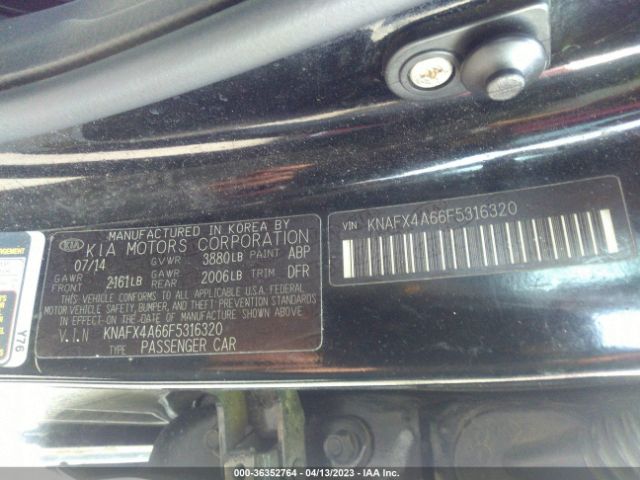 MANUFACTURED IN KOREA BY
KIA KIA MOTORS CORPORATION
07/14 GVWR 3880LB PAINT ABP
GAWR FRONT 2161LB GAWR REAR 2006LB TRIM DFR
THIS VEHICLE CONFORMS TO ALL APPLICABLE U.S.A. FEDERAL
MOTOR VEHICLE SAFETY, BUMPER, AND THEFT PREVENTION STANDARDS
IN EFFECT ON THE DATE OF MANUFACTURE SHOWN ABOVE.
V.I.N KNAFX4A66F5316320
TYPE PASSENGER CAR
VIN KNAFX4A66F5316320
Y76
000-36352764 - 04/13/2023 - IAA Inc.